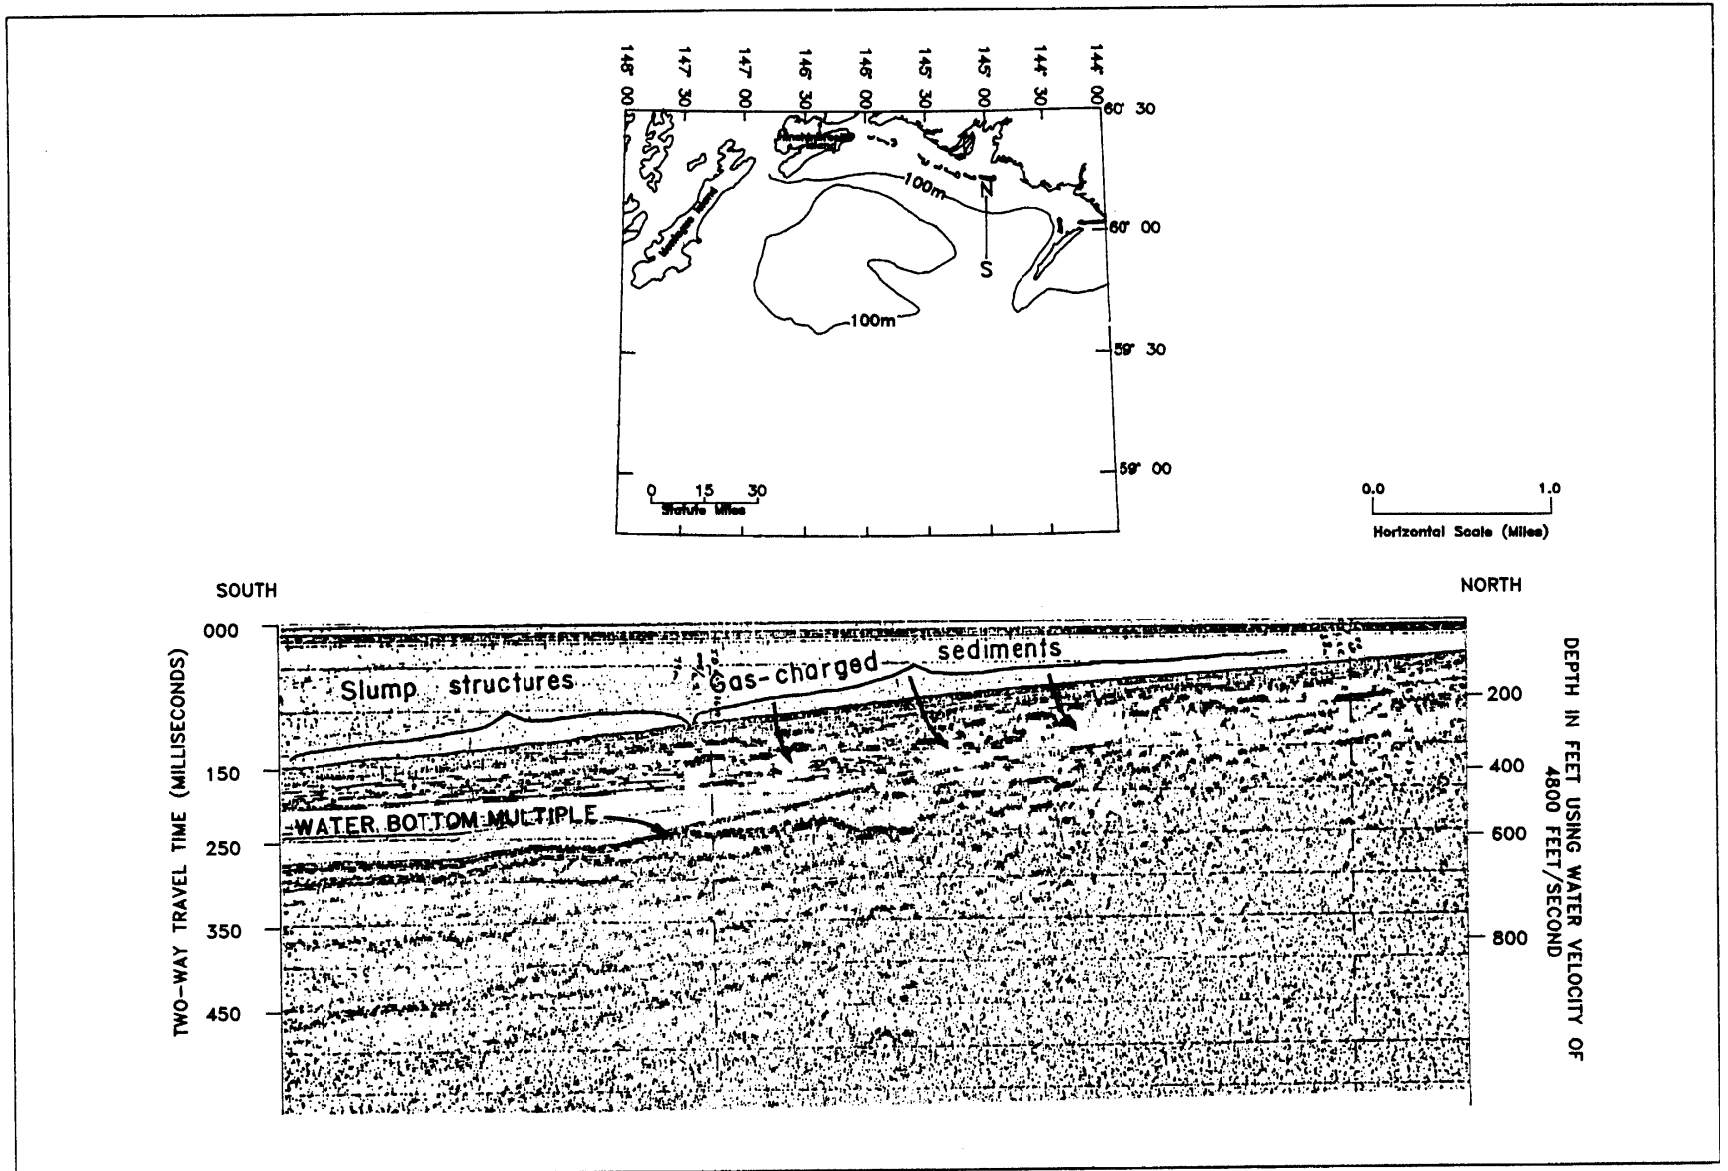 148° 00
147° 30
147° 00
146° 30
146° 00
145° 30
145° 00
144° 30
144° 00
60° 30
Island
100m
N
60° 00
Island
S
100m
59° 30
59° 00
0 15 30
Statute Miles
0.0 1.0
Horizontal Scale (Miles)
SOUTH
NORTH
000
150
250
350
450
TWO-WAY TRAVEL TIME (MILLISECONDS)
Slump structures
Gas-charged sediments
WATER BOTTOM MULTIPLE
200
400
600
800
DEPTH IN FEET USING WATER VELOCITY OF
4800 FEET/SECOND